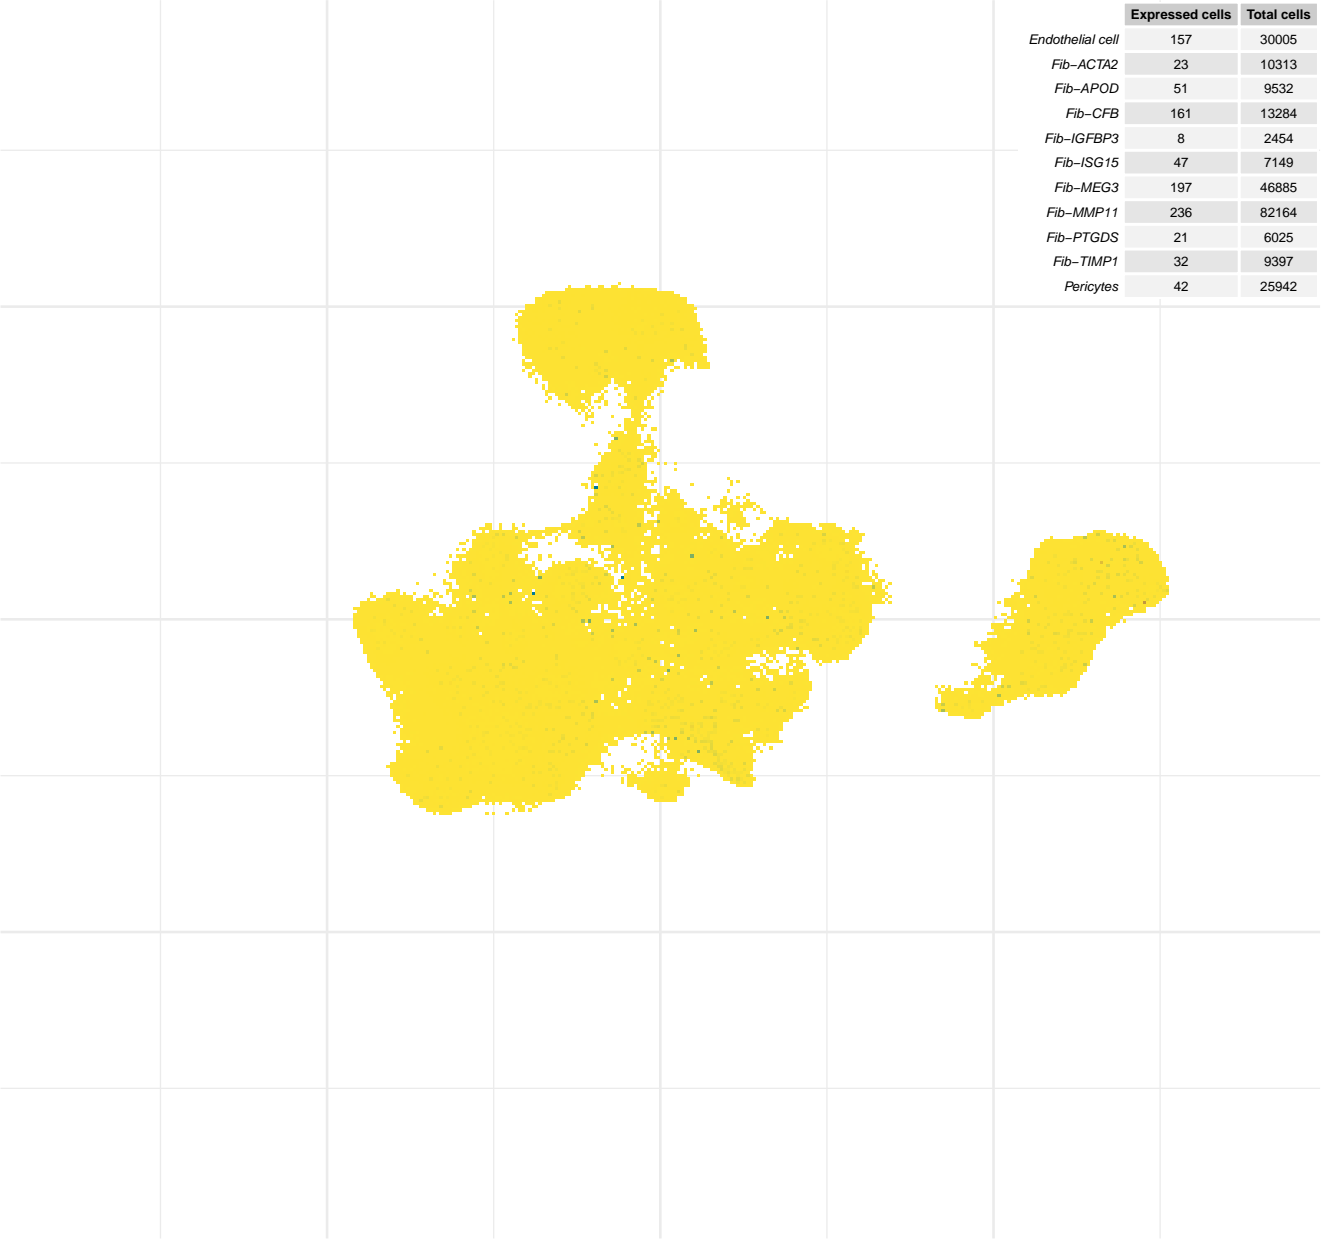 Expressed cells Total cells
Endothelial cell 157 30005
Fib−ACTA2 23 10313
Fib−APOD 51 9532
Fib−CFB 161 13284
Fib−IGFBP3 8 2454
Fib−ISG15 47 7149
Fib−MEG3 197 46885
Fib−MMP11 236 82164
Fib−PTGDS 21 6025
Fib−TIMP1 32 9397
Pericytes 42 25942